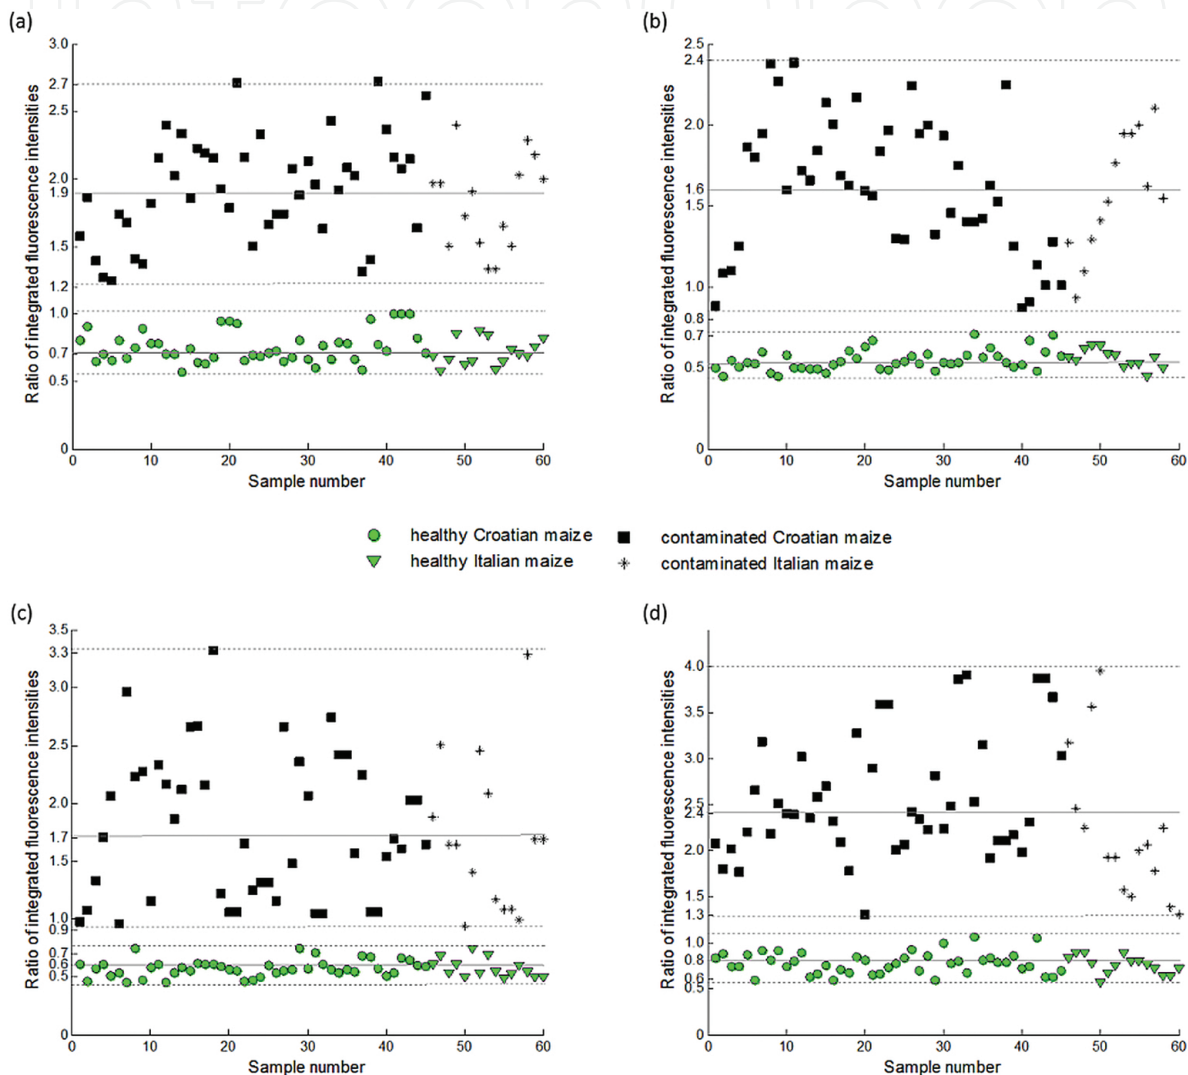 (a)
Ratio of integrated fluorescence intensities
3.0
2.7
2.5
2.0
1.9
1.5
1.2
1.0
0.7
0.5
0
0 10 20 30 40 50 60
Sample number
(b)
Ratio of integrated fluorescence intensities
2.5
2.4
2.0
1.6
1.5
1.0
0.8
0.7
0.5
0
0 10 20 30 40 50 60
Sample number
healthy Croatian maize
contaminated Croatian maize
healthy Italian maize
contaminated Italian maize
(c)
Ratio of integrated fluorescence intensities
3.5
3.3
3.0
2.5
2.0
1.7
1.5
1.0
0.9
0.7
0.6
0.5
0
0 10 20 30 40 50 60
Sample number
(d)
Ratio of integrated fluorescence intensities
4.0
3.5
3.0
2.5
2.4
2.0
1.5
1.3
1.0
0.8
0.6
0.5
0
0 10 20 30 40 50 60
Sample number